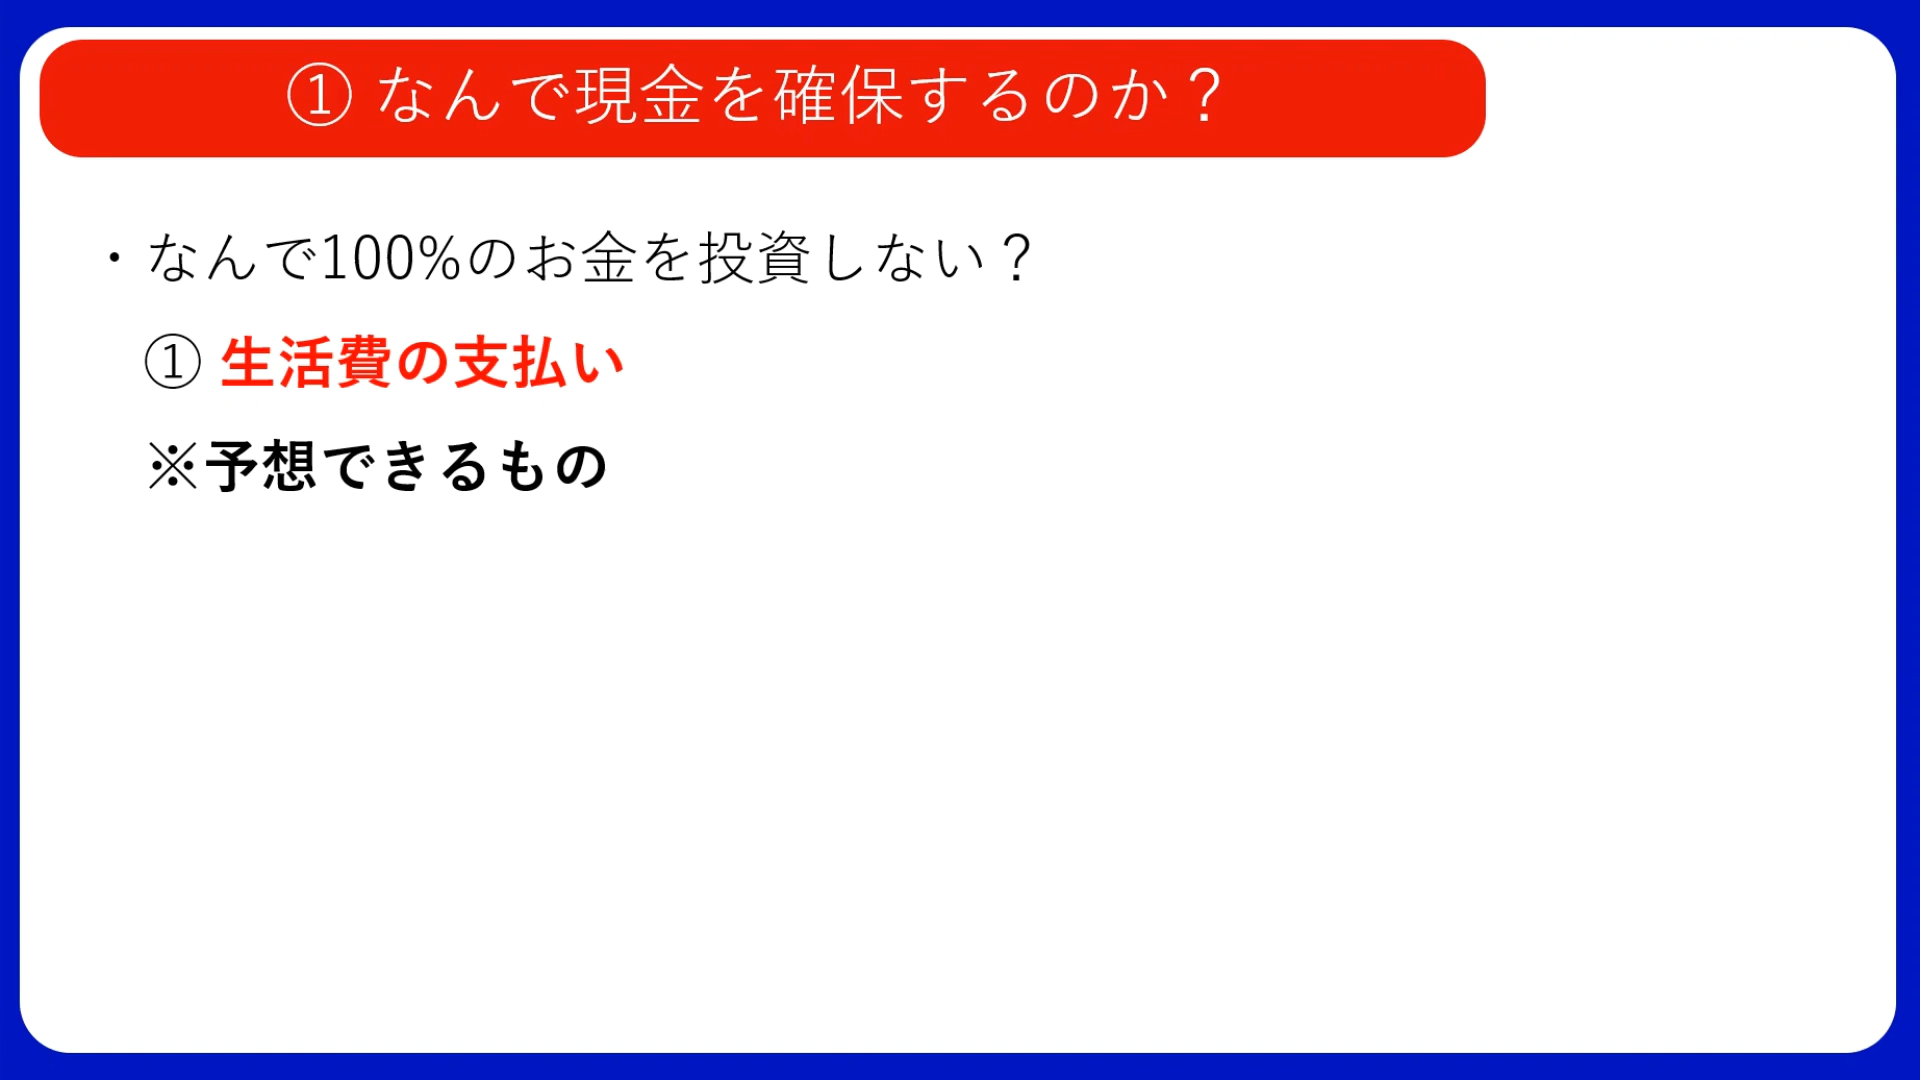 ① なんで現金を確保するのか？
・なんで100%のお金を投資しない？
① 生活費の支払い
※予想できるもの